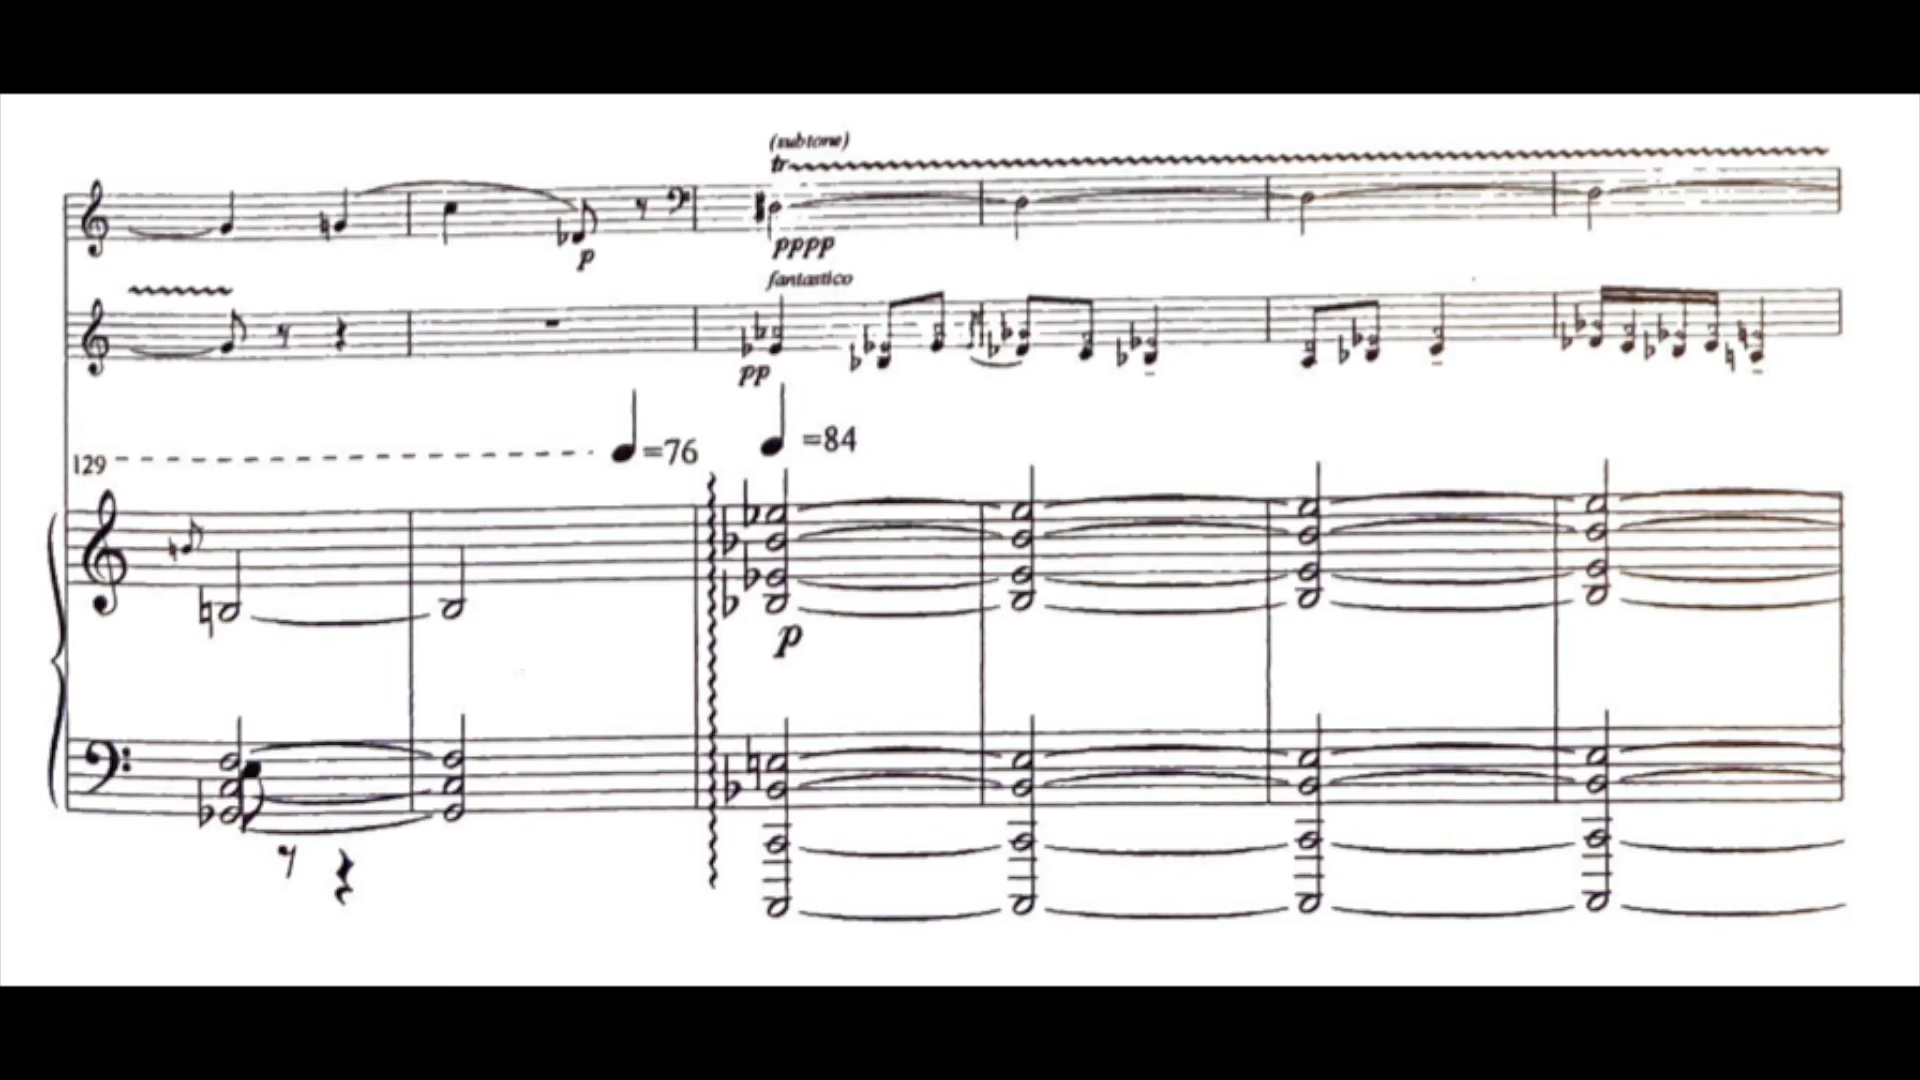 (subtone)
tr
p
pppp
fantastico
pp
=76
=84
129
p